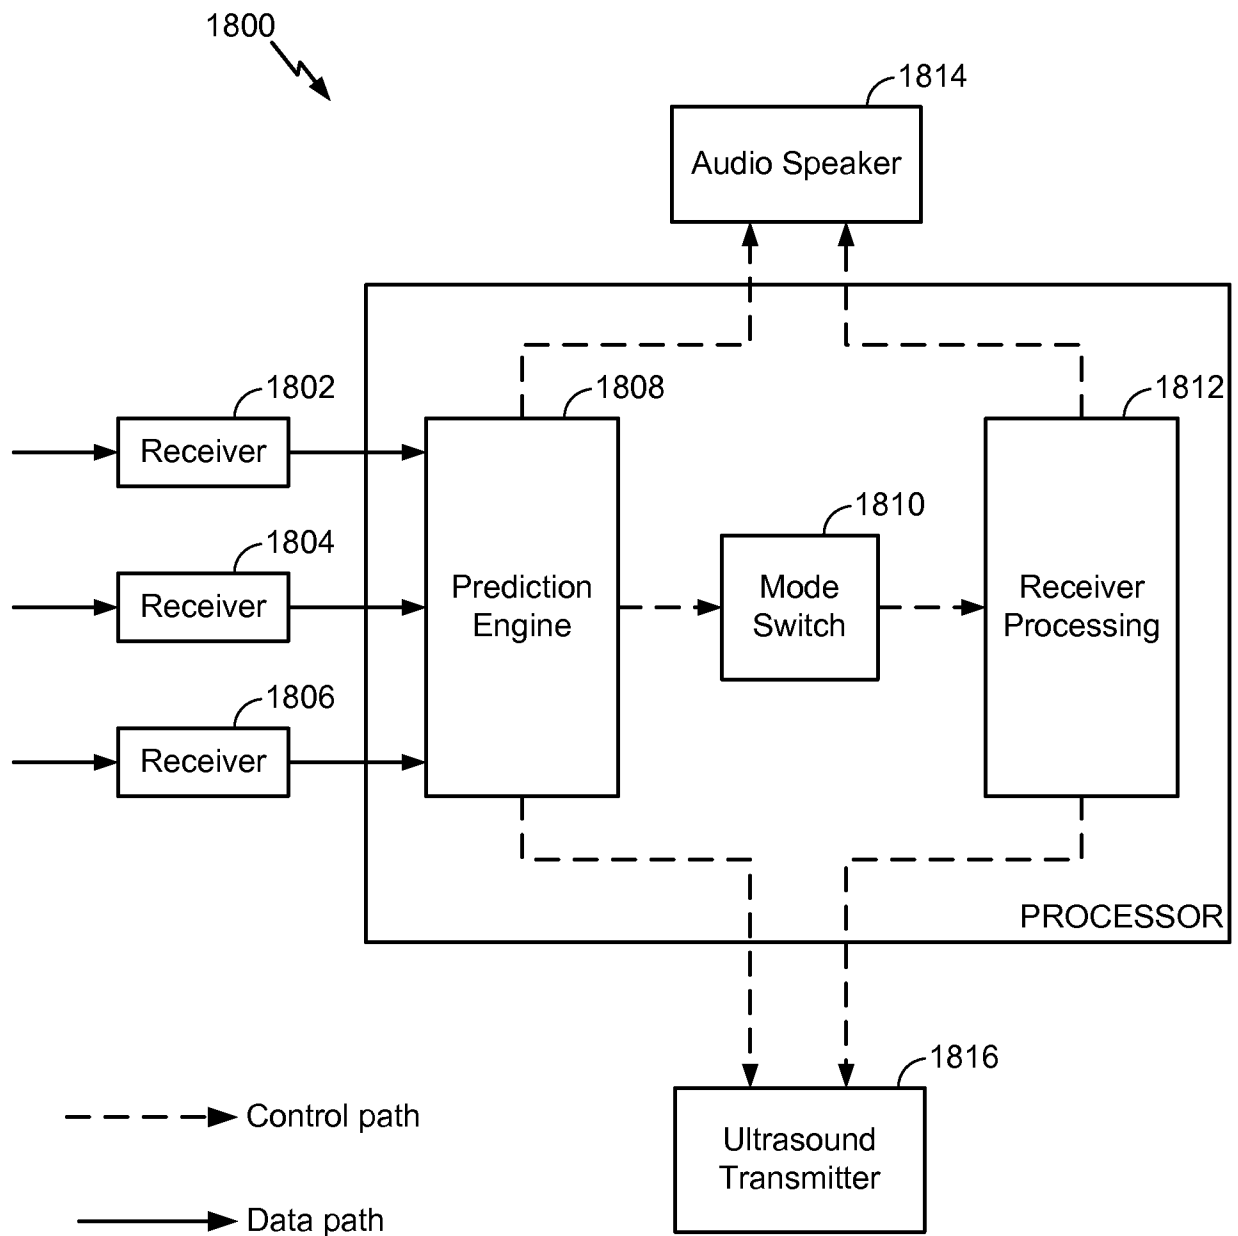 1800
1814
Audio Speaker
1802
1808
1812
Receiver
1804
1810
Receiver
Prediction
Engine
Mode
Switch
Receiver
Processing
1806
Receiver
PROCESSOR
1816
Ultrasound
Transmitter
Control path
Data path